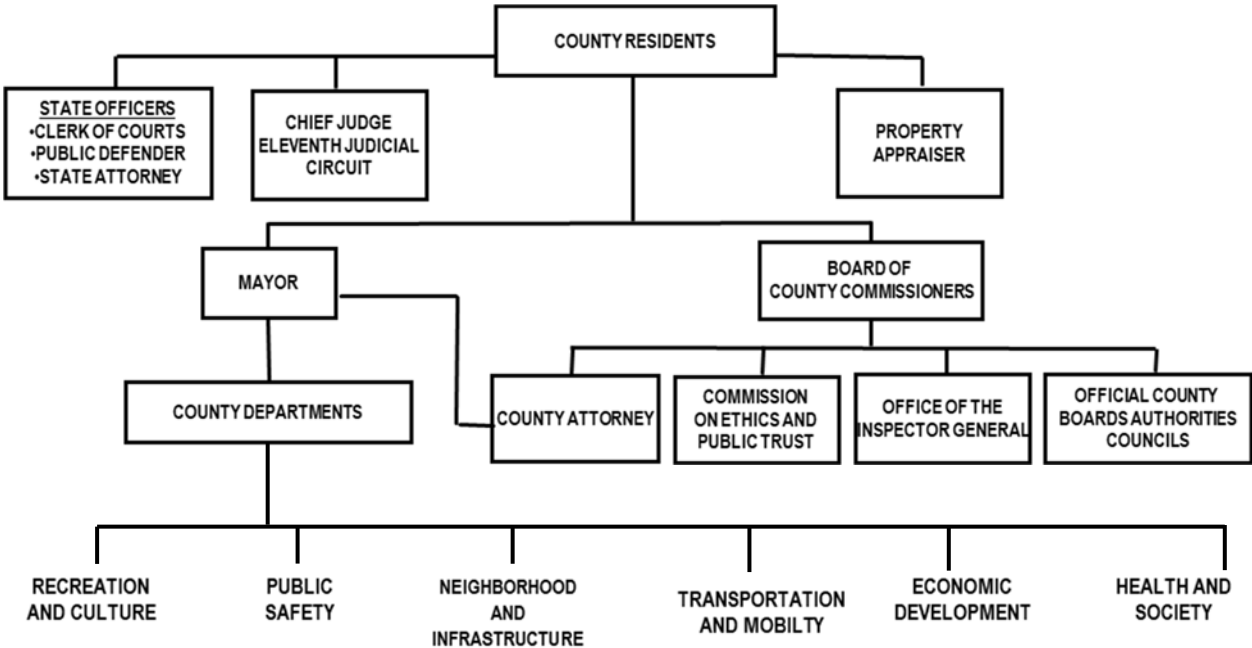 COUNTY RESIDENTS
STATE OFFICERS
•CLERK OF COURTS
•PUBLIC DEFENDER
•STATE ATTORNEY
CHIEF JUDGE
ELEVENTH JUDICIAL
CIRCUIT
PROPERTY
APPRAISER
MAYOR
BOARD OF
COUNTY COMMISSIONERS
COUNTY DEPARTMENTS
COUNTY ATTORNEY
COMMISSION
ON ETHICS AND
PUBLIC TRUST
OFFICE OF THE
INSPECTOR GENERAL
OFFICIAL COUNTY
BOARDS AUTHORITIES
COUNCILS
RECREATION
AND CULTURE
PUBLIC
SAFETY
NEIGHBORHOOD
AND
INFRASTRUCTURE
TRANSPORTATION
AND MOBILTY
ECONOMIC
DEVELOPMENT
HEALTH AND
SOCIETY